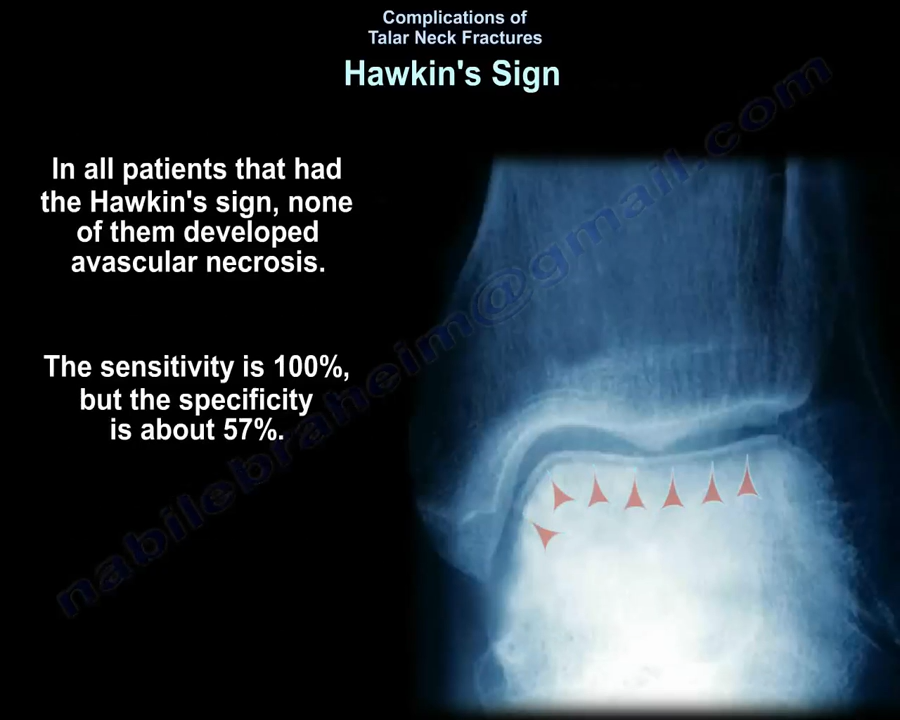 Complications of
Talar Neck Fractures
Hawkin's Sign
In all patients that had
the Hawkin's sign, none
of them developed
avascular necrosis.
The sensitivity is 100%,
but the specificity
is about 57%.
nabilebraheim@gmail.com